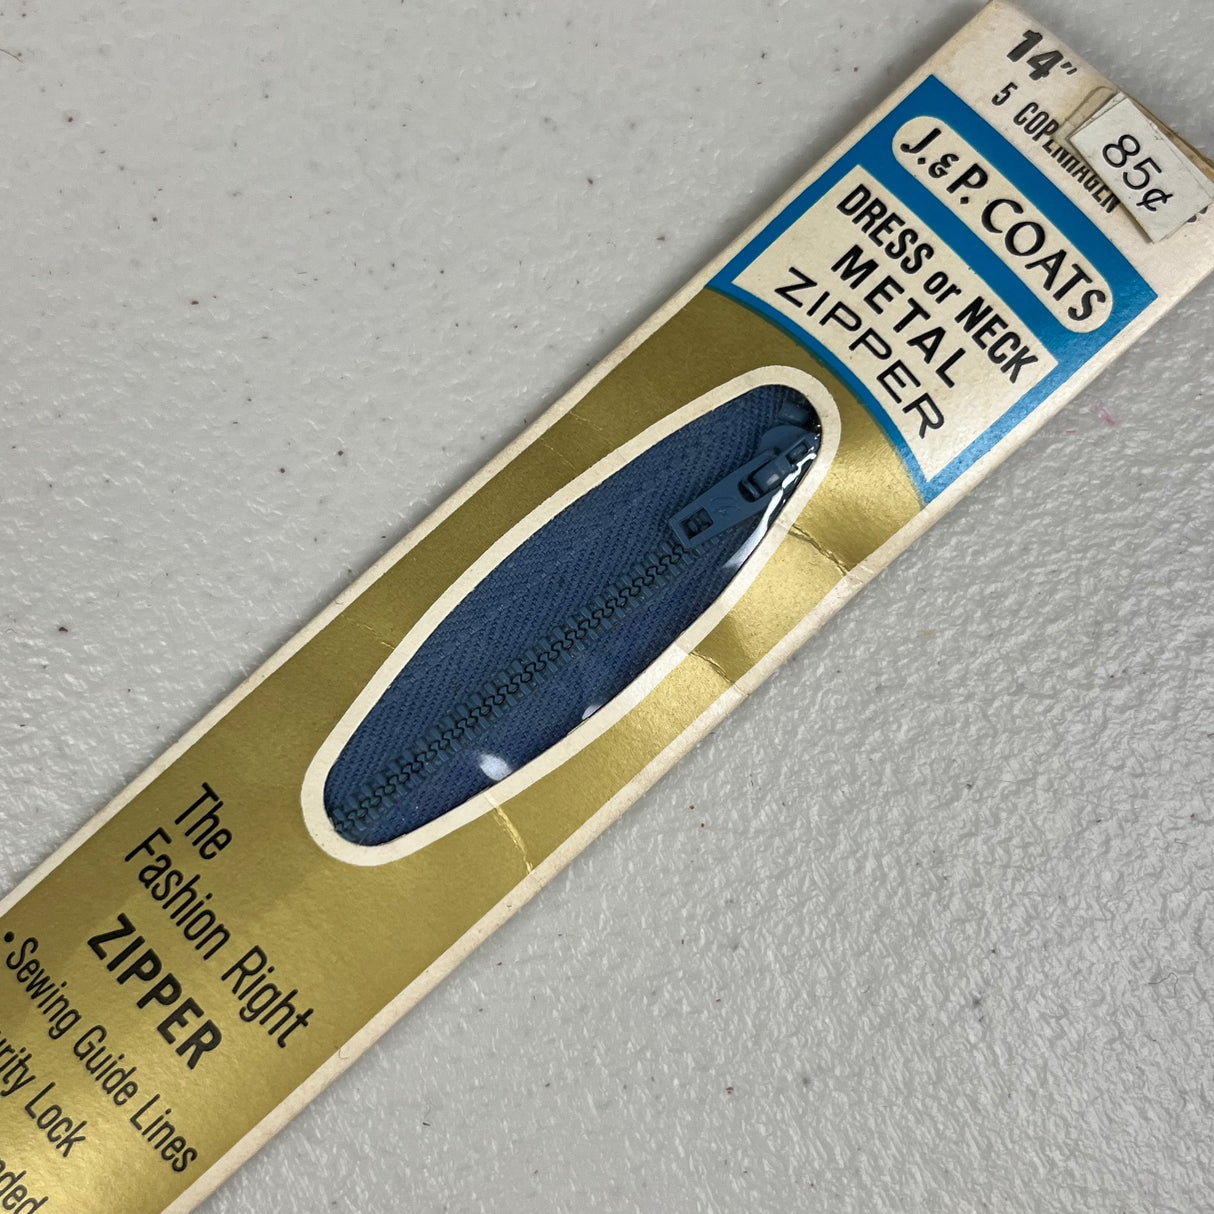 14"
5 COPENHAGEN
85¢
J.&P. COATS
DRESS or NECK
METAL
ZIPPER
The
Fashion Right
ZIPPER
•Sewing Guide Lines
Lock